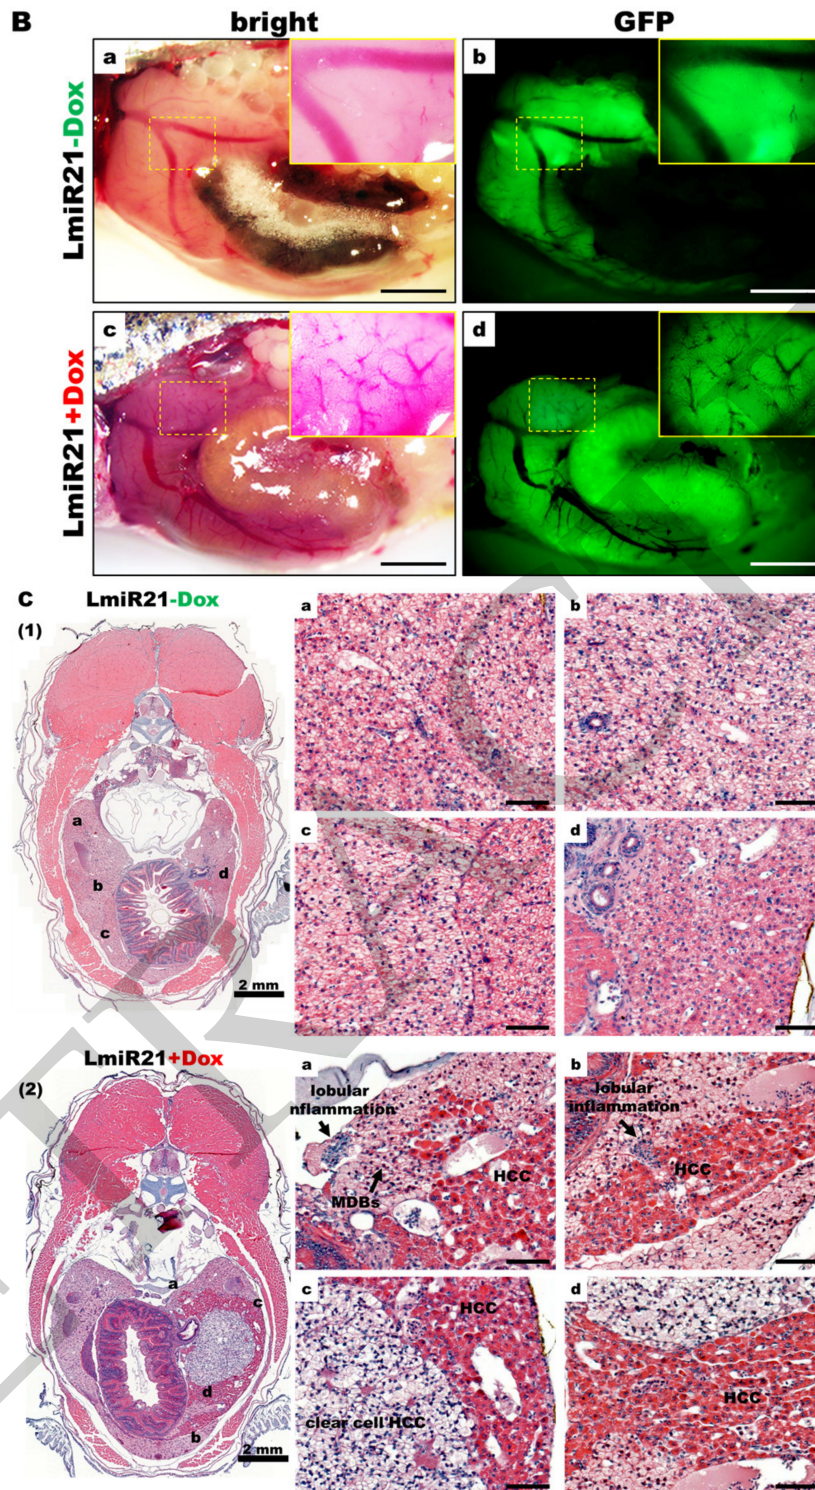 B
bright
GFP
LmiR21-Dox
a
b
LmiR21+Dox
c
d
C
LmiR21-Dox
(1)
a
b
c
d
2 mm
a
b
c
d
LmiR21+Dox
(2)
a
c
d
b
2 mm
a
lobular
nflammation
MDBs
HCC
b
lobular
inflammation
HCC
c
HCC
clear cell HCC
d
HCC